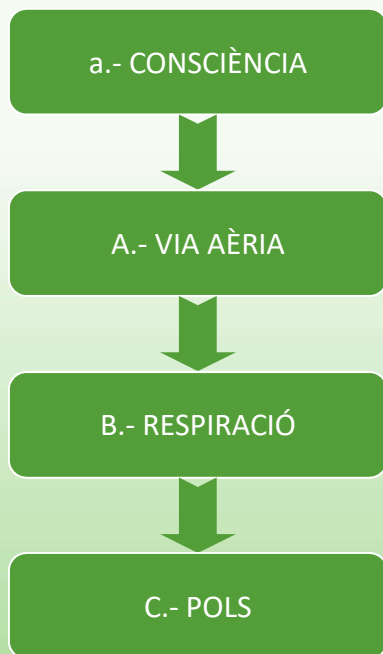 a.- CONSCIÈNCIA
A.- VIA AÈRIA
B.- RESPIRACIÓ
C.- POLS